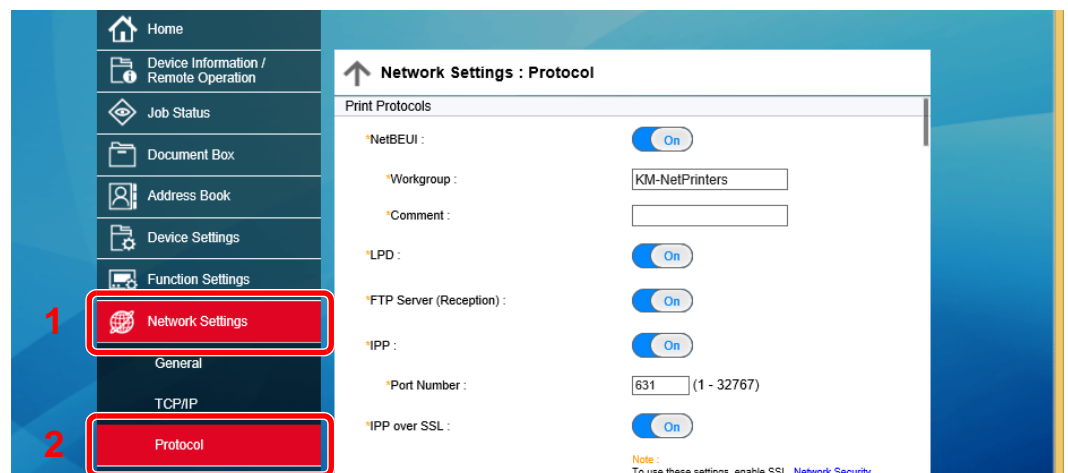 Home
Device Information /
Remote Operation
Job Status
Document Box
Address Book
Device Settings
Function Settings
1
Network Settings
General
TCP/IP
2
Protocol
Network Settings : Protocol
Print Protocols
*NetBEUI :
On
*Workgroup :
KM-NetPrinters
*Comment :
*LPD :
On
*FTP Server (Reception) :
On
*IPP :
On
*Port Number :
631 (1 - 32767)
*IPP over SSL :
On
Note :
To use these settings, enable SSL. Network Security